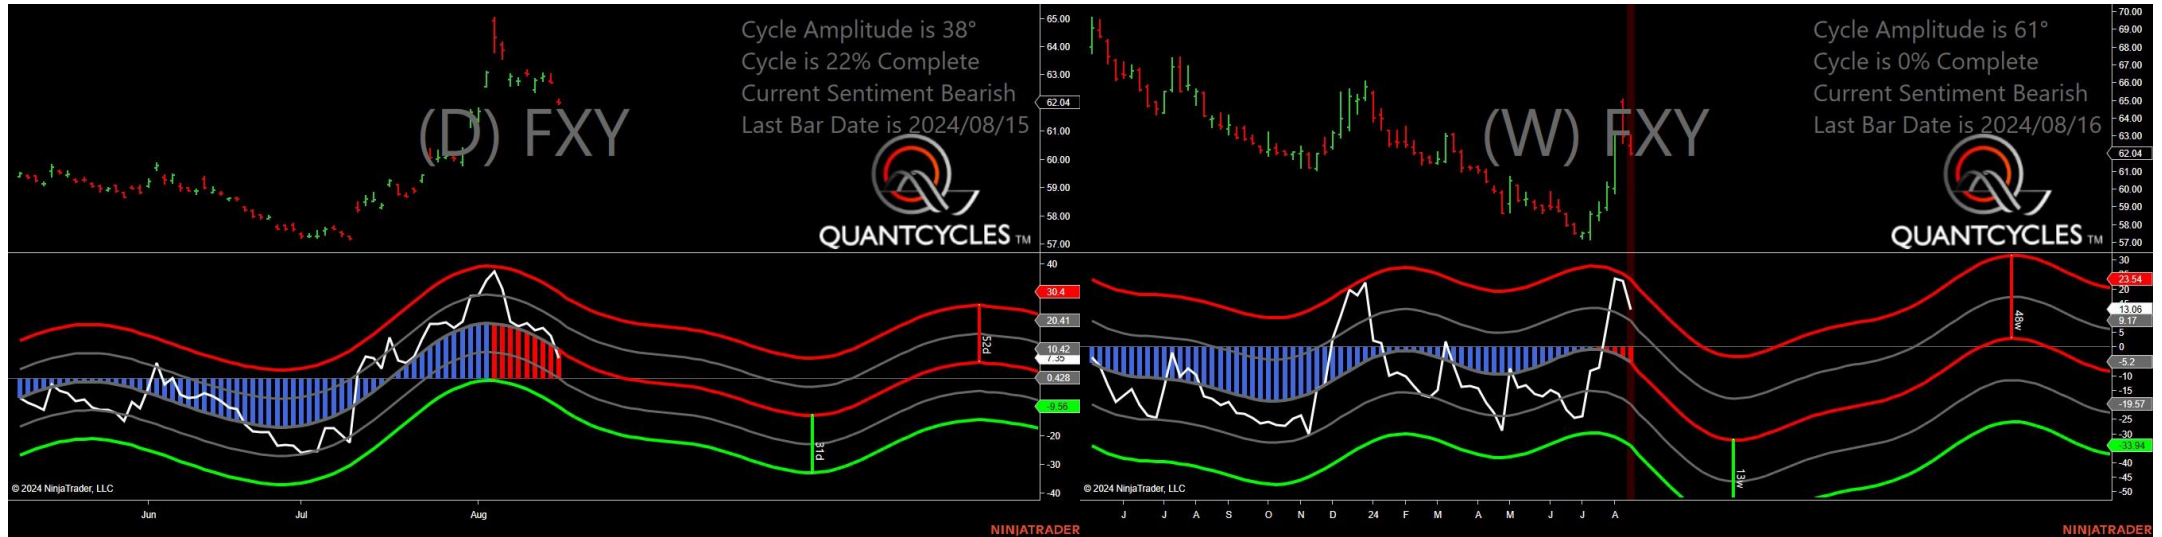 Cycle Amplitude is 38°
Cycle is 22% Complete
Current Sentiment Bearish
Last Bar Date is 2024/08/15
(D) FXY
QUANTCYCLES TM
65.00
64.00
63.00
62.04
61.00
60.00
59.00
58.00
57.00
40
30.4
20.41
10.42
7.35
0.428
-9.56
-20
-30
-40
52d
31d
© 2024 NinjaTrader, LLC
Jun Jul Aug
NINJATRADER
Cycle Amplitude is 61°
Cycle is 0% Complete
Current Sentiment Bearish
Last Bar Date is 2024/08/16
(W) FXY
QUANTCYCLES TM
70.00
69.00
68.00
67.00
66.00
65.00
64.00
63.00
62.04
61.00
60.00
59.00
58.00
57.00
30
23.54
20
15
13.06
9.17
5
0
-5.2
-10
-15
-19.57
-25
-30
-33.94
-40
-45
-50
48w
13w
© 2024 NinjaTrader, LLC
J J A S O N D 24 F M A M J J A
NINJATRADER